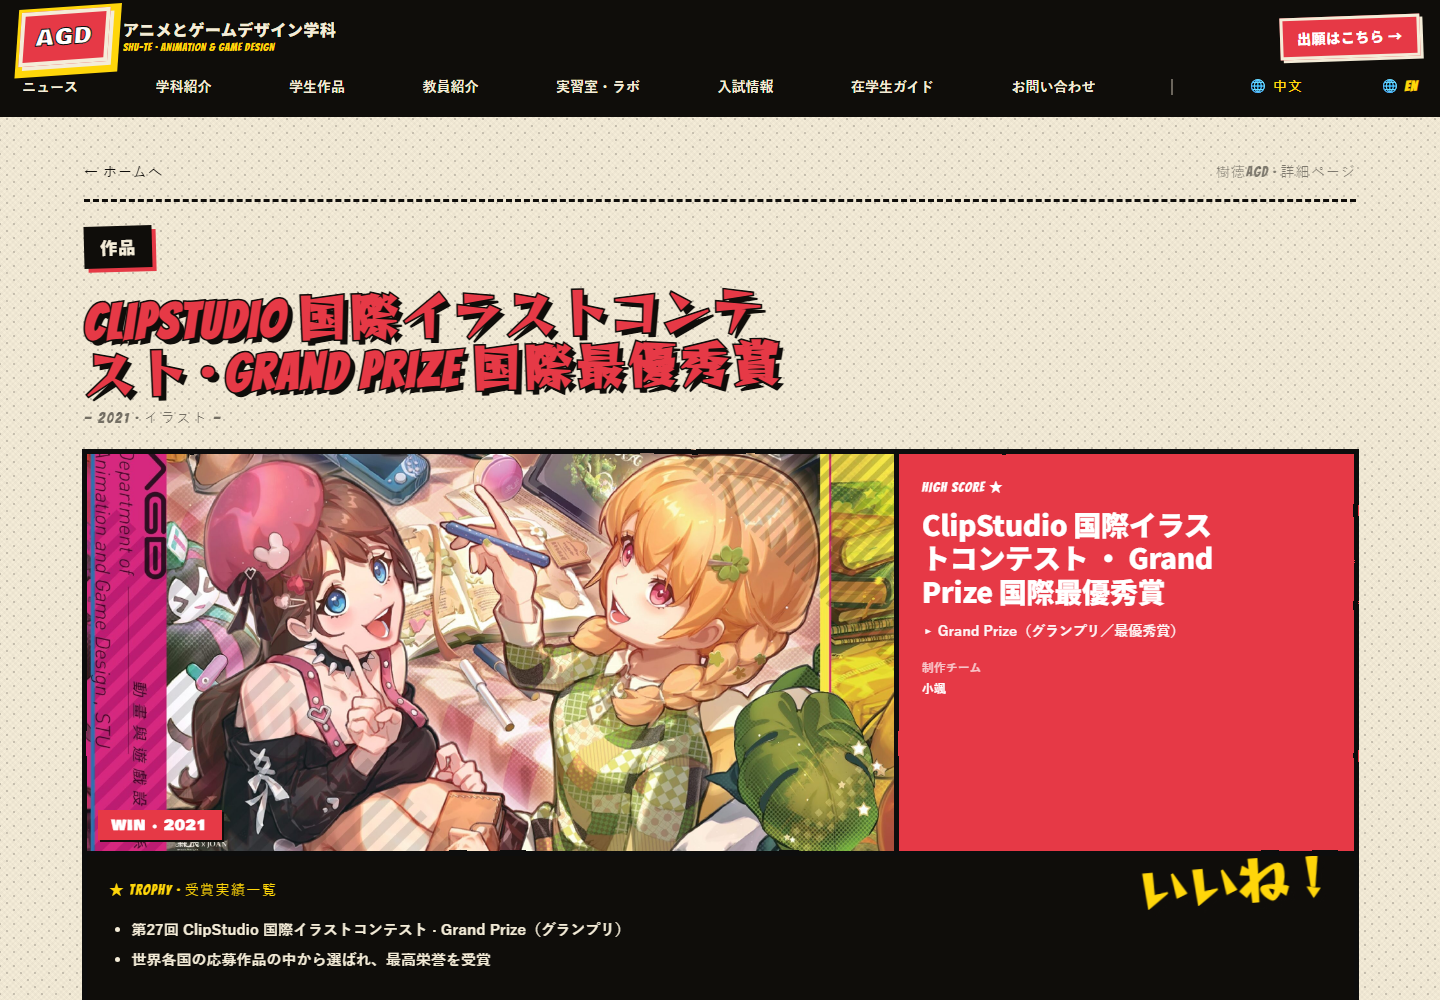 AGD
アニメとゲームデザイン学科
SHU-TE · ANIMATION & GAME DESIGN
出願はこちら →
ニュース
学科紹介
学生作品
教員紹介
実習室・ラボ
入試情報
在学生ガイド
お問い合わせ
中文
EN
← ホームへ
樹德AGD · 詳細ページ
作品
CLIPSTUDIO 国際イラストコンテ
スト・GRAND PRIZE 国際最優秀賞
– 2021 · イラスト –
Department of
Animation and Game Design, STU
動畫與遊戲設
WIN · 2021
HIGH SCORE ★
ClipStudio 国際イラス
トコンテスト ・ Grand
Prize 国際最優秀賞
▸ Grand Prize（グランプリ／最優秀賞）
制作チーム
小颯
★ TROPHY · 受賞実績一覧
いいね！
• 第27回 ClipStudio 国際イラストコンテスト · Grand Prize（グランプリ）
• 世界各国の応募作品の中から選ばれ、最高栄誉を受賞